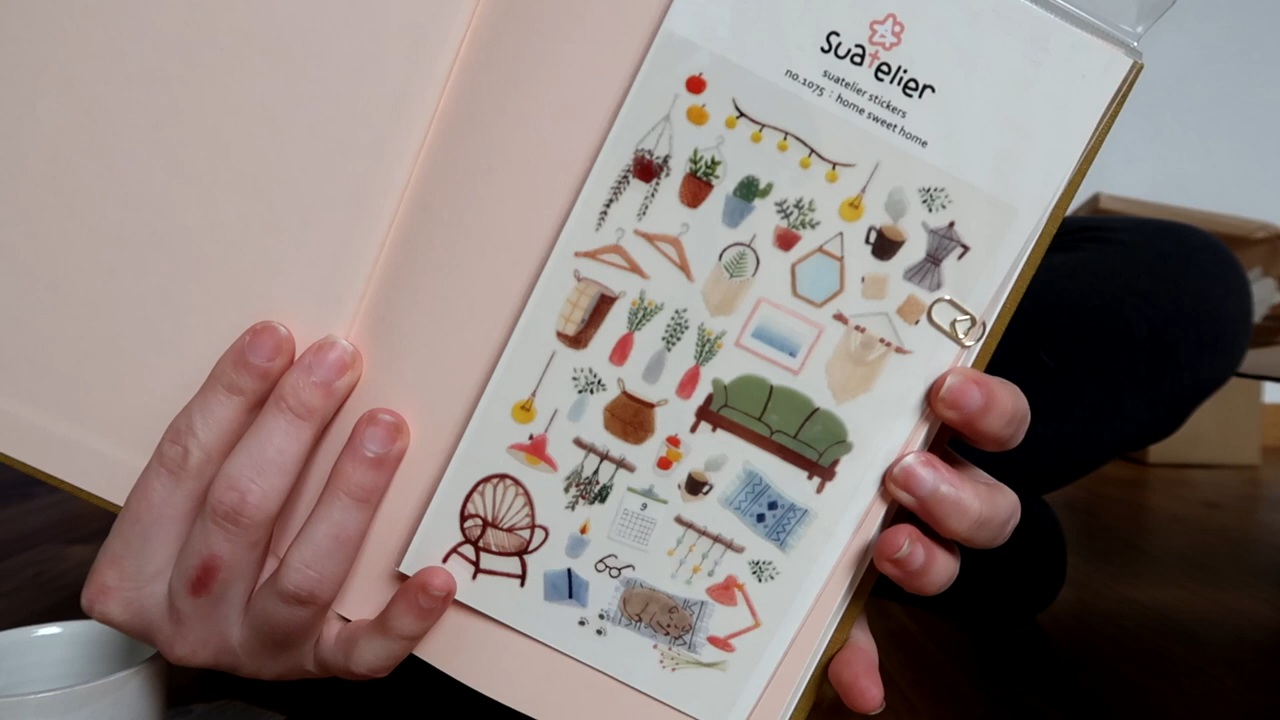 suatelier
suatelier stickers
no.1075 : home sweet home
9